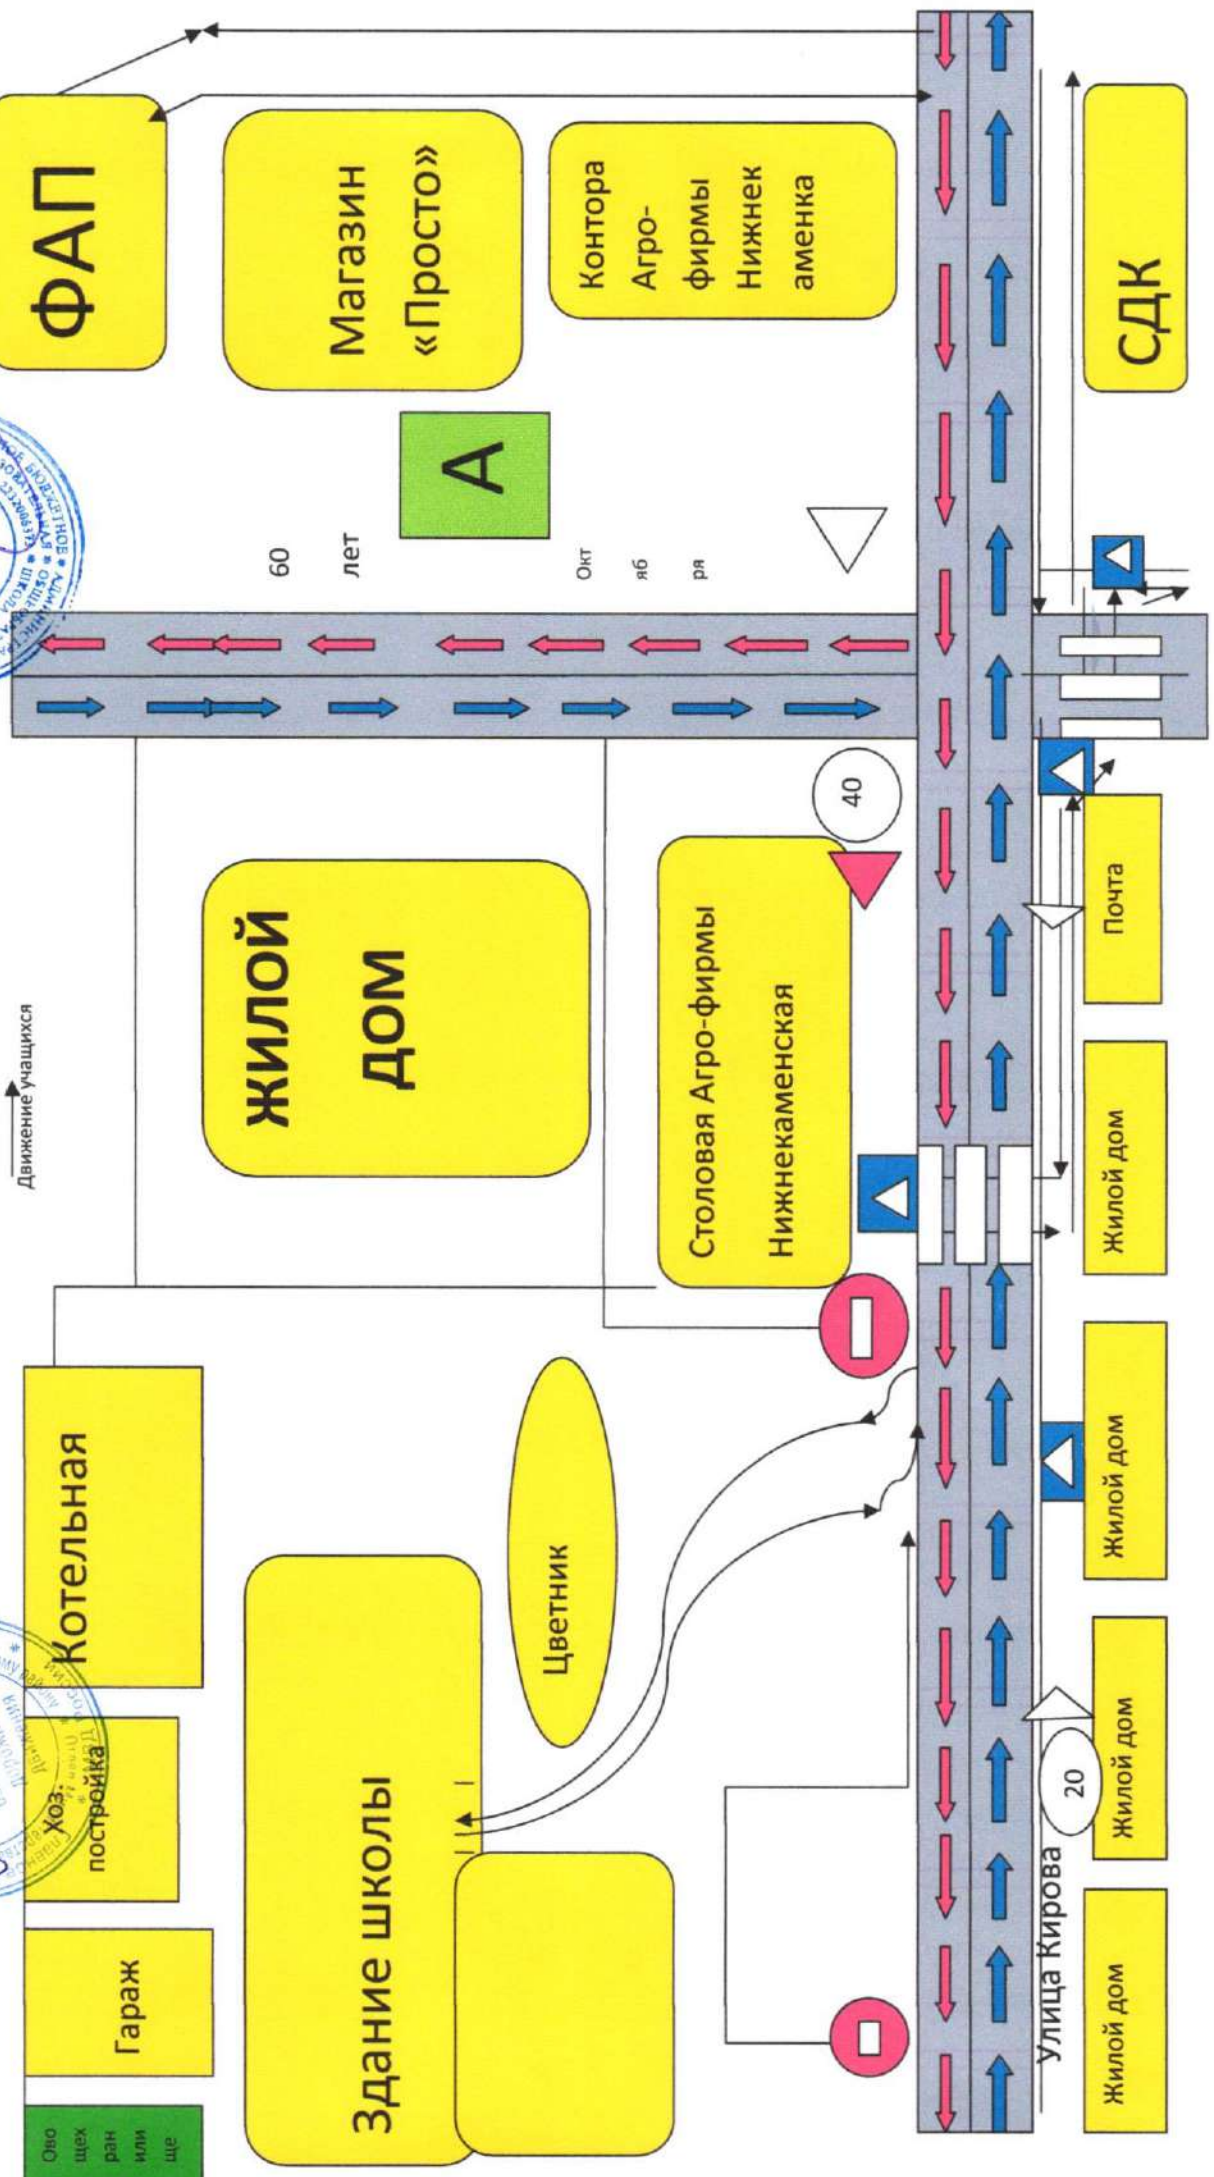 Движение учащихся
Ово
щех
ран
или
ще
Гараж
Хоз.
постройка
Котельная
ФАП
Здание школы
Цветник
ЖИЛОЙ
ДОМ
60
лет
Окт
яб
ря
А
Магазин
«Просто»
Столовая Агро-фирмы
Нижнекаменская
40
Контора
Агро-
фирмы
Нижнек
аменка
Улица Кирова
20
Жилой дом
Жилой дом
Жилой дом
Жилой дом
Почта
СДК